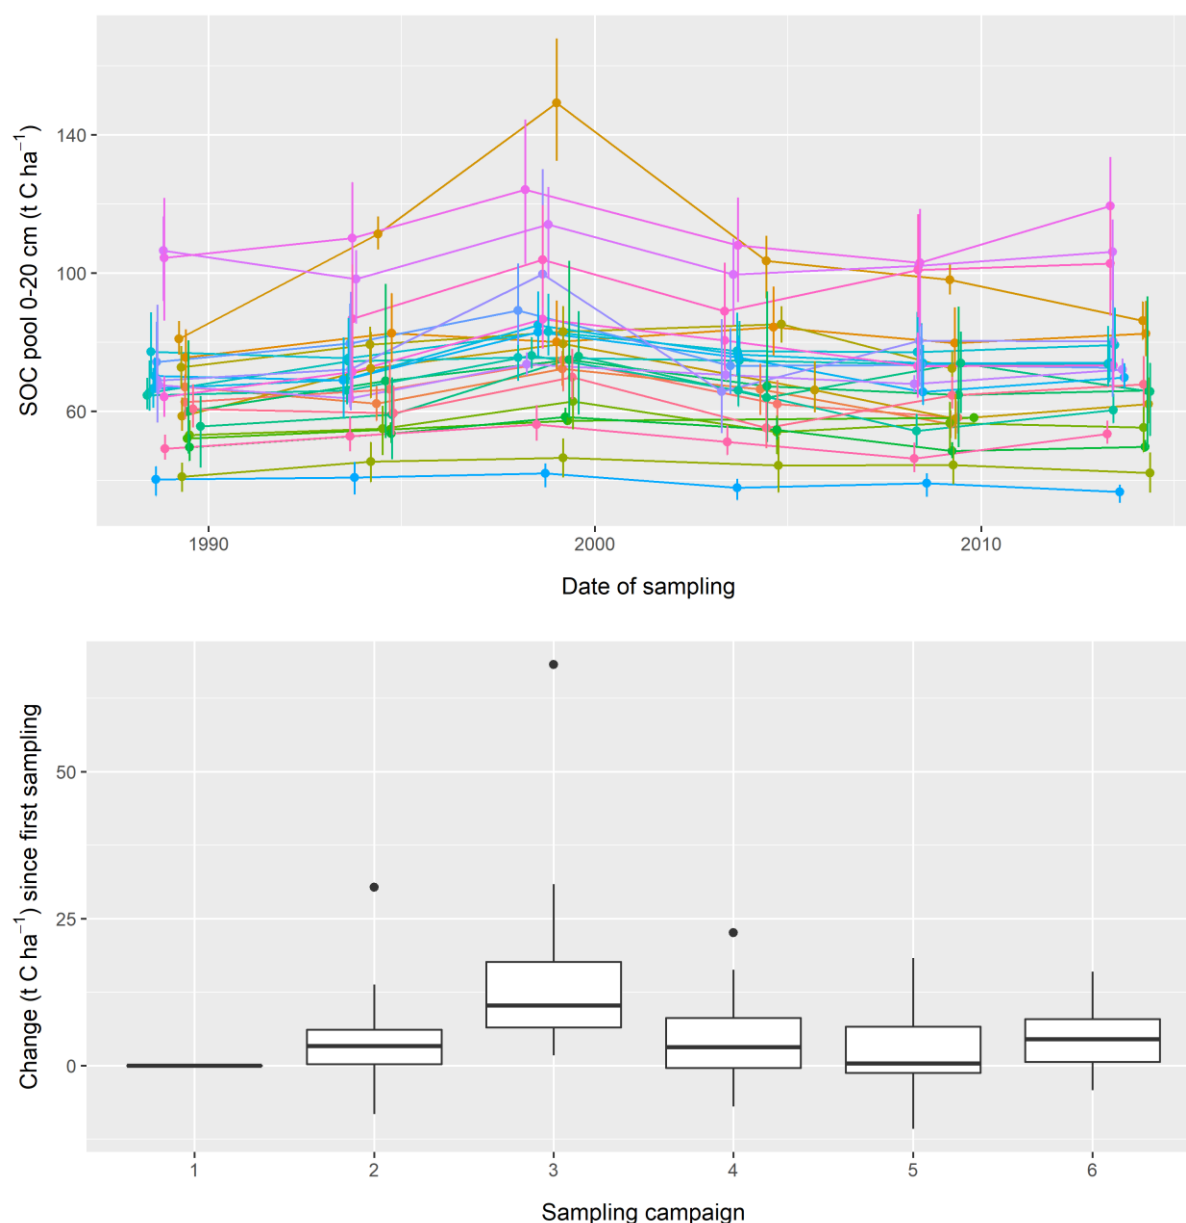 SOC pool 0-20 cm (t C ha⁻¹)
140
100
60
1990 2000 2010
Date of sampling
Change (t C ha⁻¹) since first sampling
50
25
0
1 2 3 4 5 6
Sampling campaign